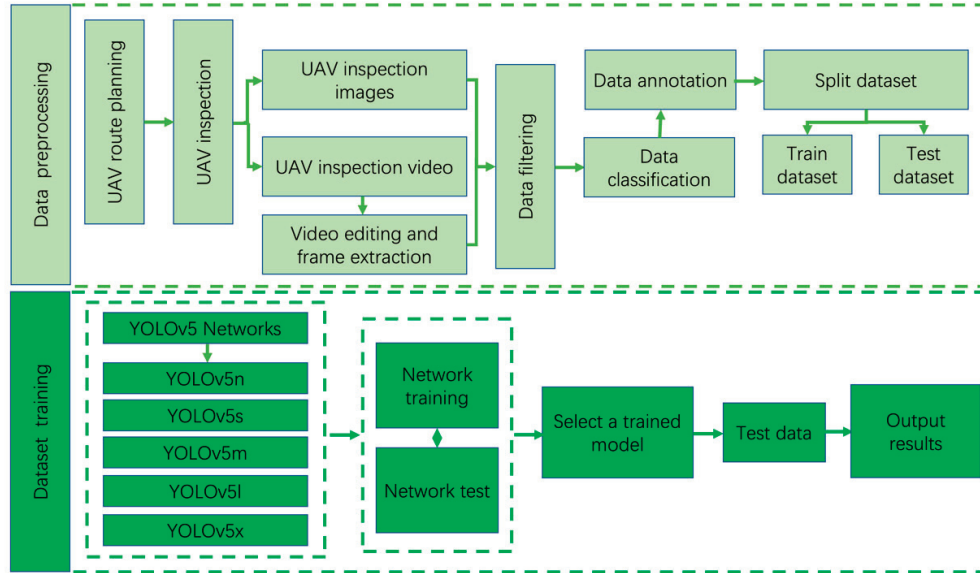 Data preprocessing
UAV route planning
UAV inspection
UAV inspection
images
UAV inspection video
Video editing and
frame extraction
Data filtering
Data annotation
Data
classification
Split dataset
Train
dataset
Test
dataset
Dataset training
YOLOv5 Networks
YOLOv5n
YOLOv5s
YOLOv5m
YOLOv5l
YOLOv5x
Network
training
Network test
Select a trained
model
Test data
Output
results